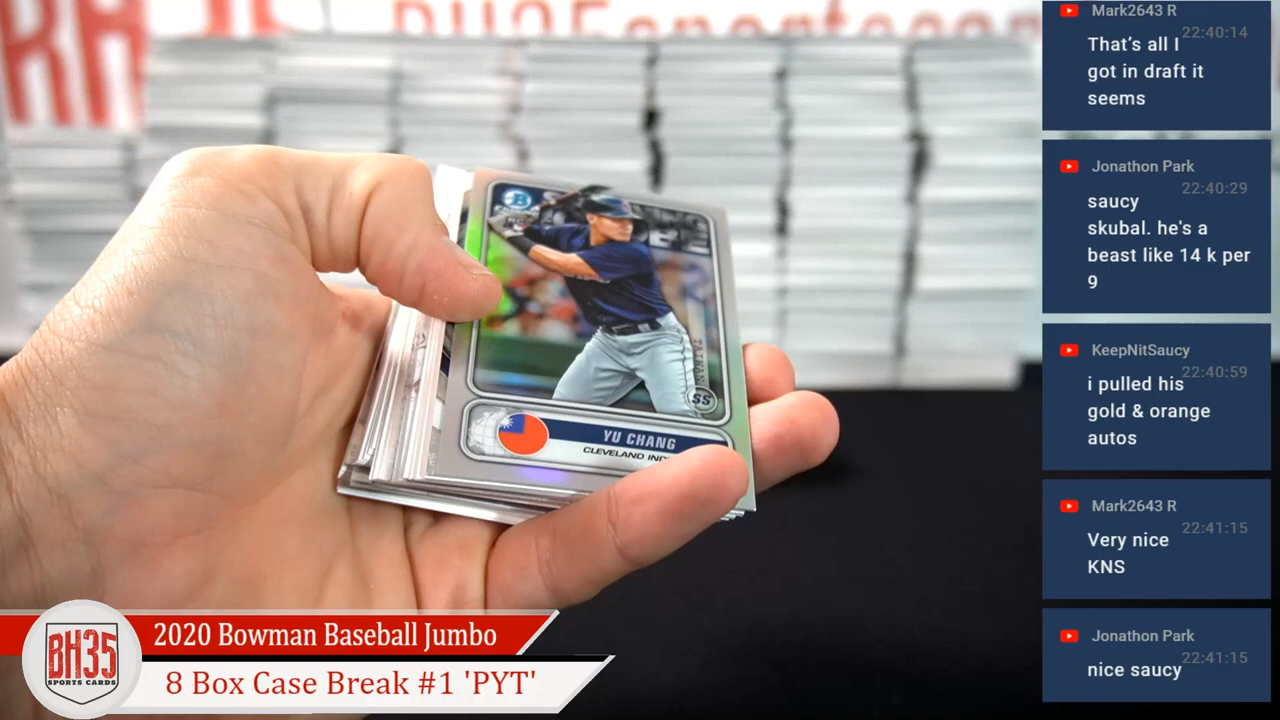 BH35sportscar
Mark2643 R
22:40:14
That's all I
got in draft it
seems
Jonathon Park
22:40:29
saucy
skubal. he's a
beast like 14 k per
9
KeepNitSaucy
22:40:59
i pulled his
gold & orange
autos
Mark2643 R
22:41:15
Very nice
KNS
Jonathon Park
22:41:15
nice saucy
B
TAIWAN
SS
YU CHANG
CLEVELAND IND
BH35
SPORTS CARDS
2020 Bowman Baseball Jumbo
8 Box Case Break #1 'PYT'